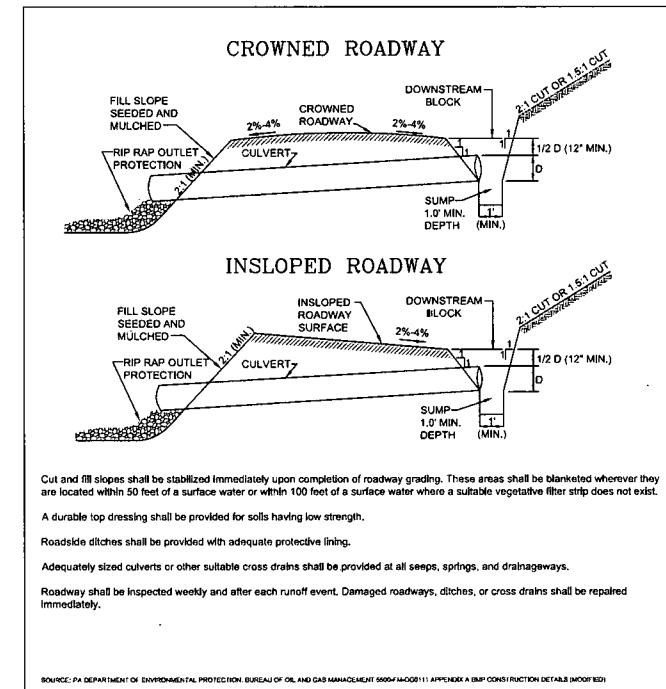 CROWNED ROADWAY
FILL SLOPE
SEEDED AND
MULCHED
RIP RAP OUTLET
PROTECTION
2:1 (MIN.)
2%-4%
CROWNED
ROADWAY
2%-4%
CULVERT
DOWNSTREAM
BLOCK
2:1 CUT OR 1.5:1 CUT
1
1
1
1
1/2 D (12" MIN.)
D
SUMP
1.0' MIN.
DEPTH
1'
(MIN.)
INSLOPED ROADWAY
FILL SLOPE
SEEDED AND
MULCHED
RIP RAP OUTLET
PROTECTION
2:1 (MIN.)
INSLOPED
ROADWAY
SURFACE
2%-4%
CULVERT
DOWNSTREAM
BLOCK
2:1 CUT OR 1.5:1 CUT
1
1
1
1
1/2 D (12" MIN.)
D
SUMP
1.0' MIN.
DEPTH
1'
(MIN.)
Cut and fill slopes shall be stabilized immediately upon completion of roadway grading. These areas shall be blanketed wherever they
are located within 50 feet of a surface water or within 100 feet of a surface water where a suitable vegetative filter strip does not exist.
A durable top dressing shall be provided for soils having low strength.
Roadside ditches shall be provided with adequate protective lining.
Adequately sized culverts or other suitable cross drains shall be provided at all seeps, springs, and drainageways.
Roadway shall be inspected weekly and after each runoff event. Damaged roadways, ditches, or cross drains shall be repaired
immediately.
SOURCE: PA DEPARTMENT OF ENVIRONMENTAL PROTECTION, BUREAU OF OIL AND GAS MANAGEMENT 5500-FM-OG0111 APPENDIX A BMP CONSTRUCTION DETAILS (MODIFIED)